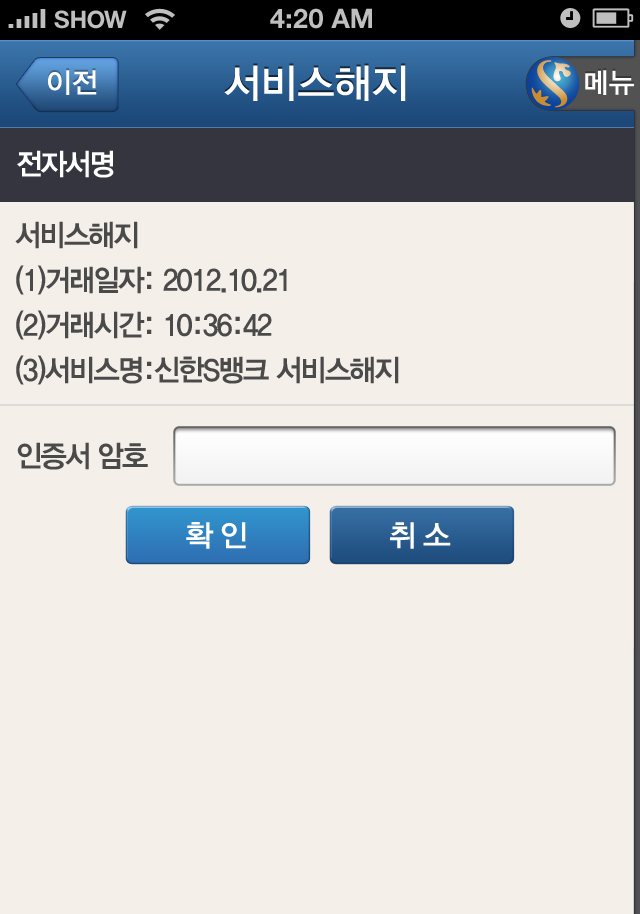 SHOW 4:20 AM
이전 서비스해지 메뉴
전자서명
서비스해지
(1)거래일자: 2012.10.21
(2)거래시간: 10:36:42
(3)서비스명:신한S뱅크 서비스해지
인증서 암호
확인 취소